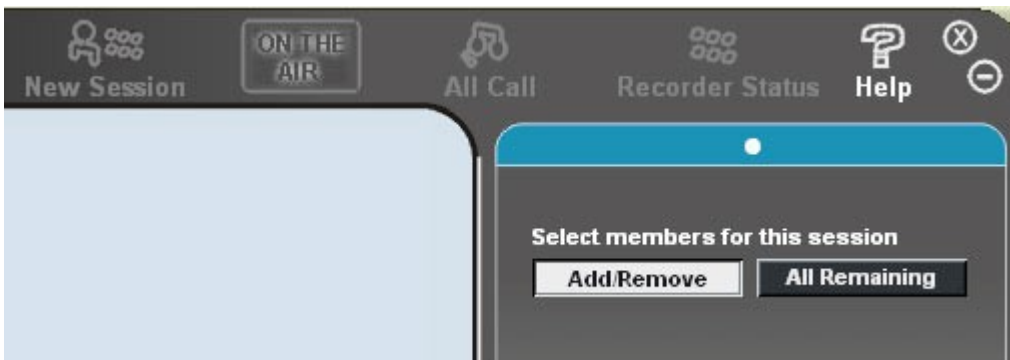 New Session
ON THE
AIR
All Call
Recorder Status
Help
Select members for this session
Add/Remove
All Remaining